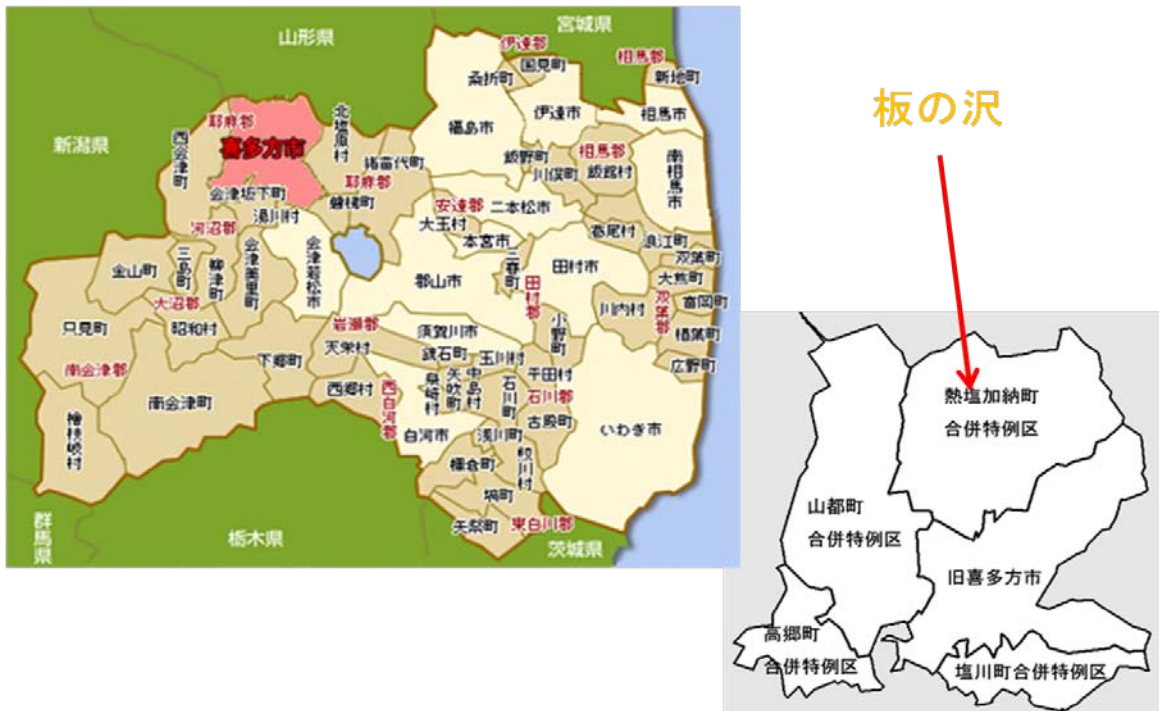 山形県
宮城県
伊達郡
相馬郡
国見町
桑折町
新地町
伊達市
相馬市
福島市
新潟県
耶麻郡
喜多方市
北塩原村
西会津町
猪苗代町
飯野町
相馬郡
川俣町
飯舘村
南相馬市
耶麻郡
会津坂下町
磐梯町
湯川村
安達郡
二本松市
大玉村
本宮市
河沼郡
葛尾村
浪江町
双葉町
大熊町
三春町
田村市
金山町
三島町
柳津町
会津美里町
会津若松市
郡山市
田村郡
川内村
双葉郡
富岡町
楢葉町
広野町
大沼郡
昭和村
只見町
岩瀬郡
須賀川市
小野町
天栄村
鏡石町
玉川村
平田村
南会津郡
下郷町
西郷村
西白河郡
泉崎村
矢吹町
中島村
石川町
石川郡
古殿町
南会津町
檜枝岐村
白河市
浅川町
いわき市
棚倉町
鮫川村
塙町
矢祭町
東白川郡
群馬県
栃木県
茨城県
板の沢
熱塩加納町
合併特例区
山都町
合併特例区
旧喜多方市
高郷町
合併特例区
塩川町合併特例区